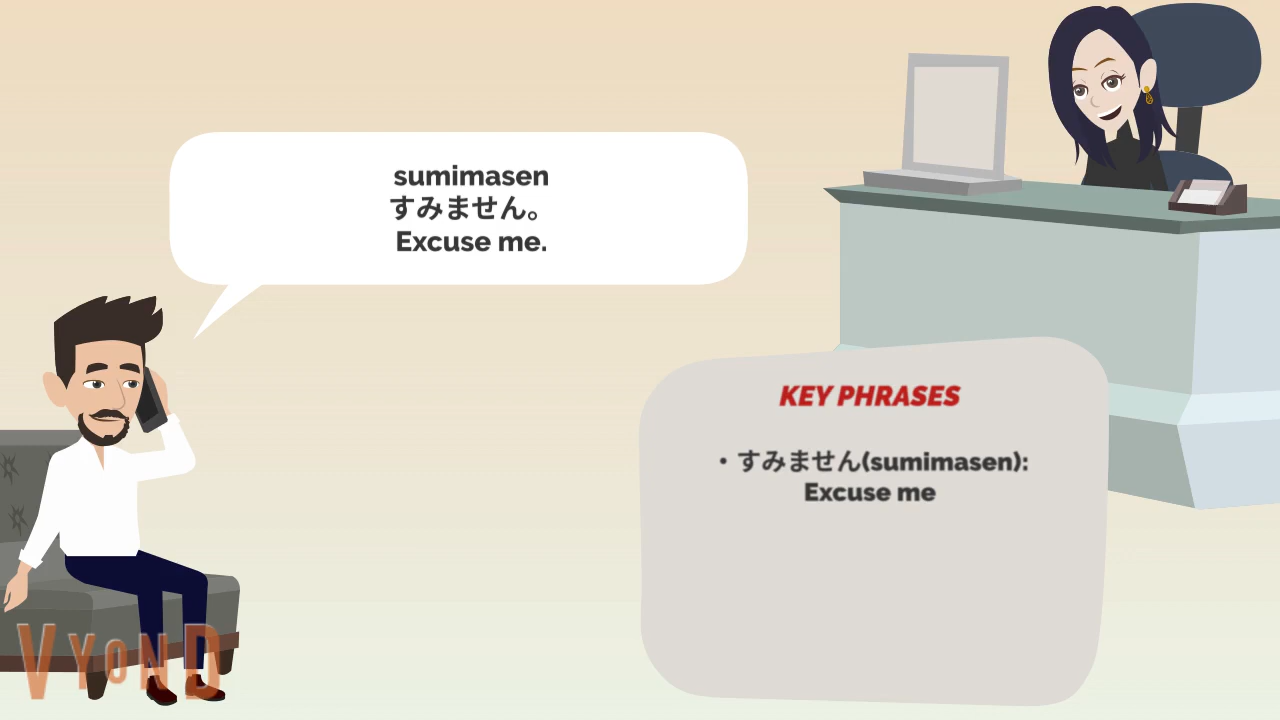 sumimasen
すみません。
Excuse me.
KEY PHRASES
• すみません(sumimasen):
Excuse me
VYOND